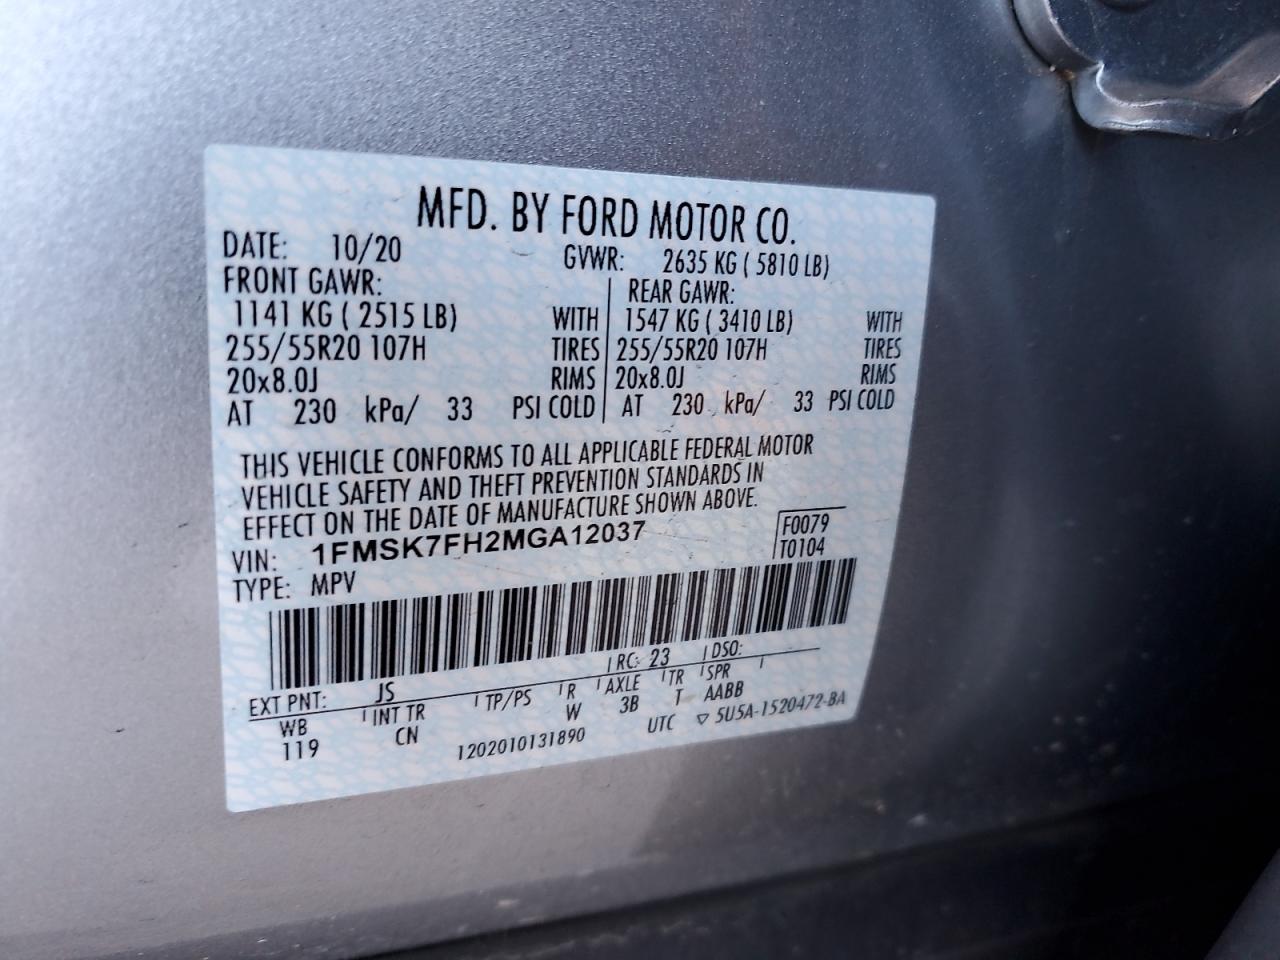 MFD. BY FORD MOTOR CO.
DATE: 10/20 GVWR: 2635 KG ( 5810 LB)
FRONT GAWR: REAR GAWR:
1141 KG ( 2515 LB) WITH 1547 KG ( 3410 LB) WITH
255/55R20 107H TIRES 255/55R20 107H TIRES
20x8.0J RIMS 20x8.0J RIMS
AT 230 kPa/ 33 PSI COLD AT 230 kPa/ 33 PSI COLD
THIS VEHICLE CONFORMS TO ALL APPLICABLE FEDERAL MOTOR
VEHICLE SAFETY AND THEFT PREVENTION STANDARDS IN
EFFECT ON THE DATE OF MANUFACTURE SHOWN ABOVE.
VIN: 1FMSK7FH2MGA12037 F0079
TYPE: MPV T0104
EXT PNT: JS RC: 23 DSO:
WB INT TR TP/PS R AXLE TR SPR
119 CN W 3B T AABB
1202010131890 UTC ▽ 5U5A-1520472-BA